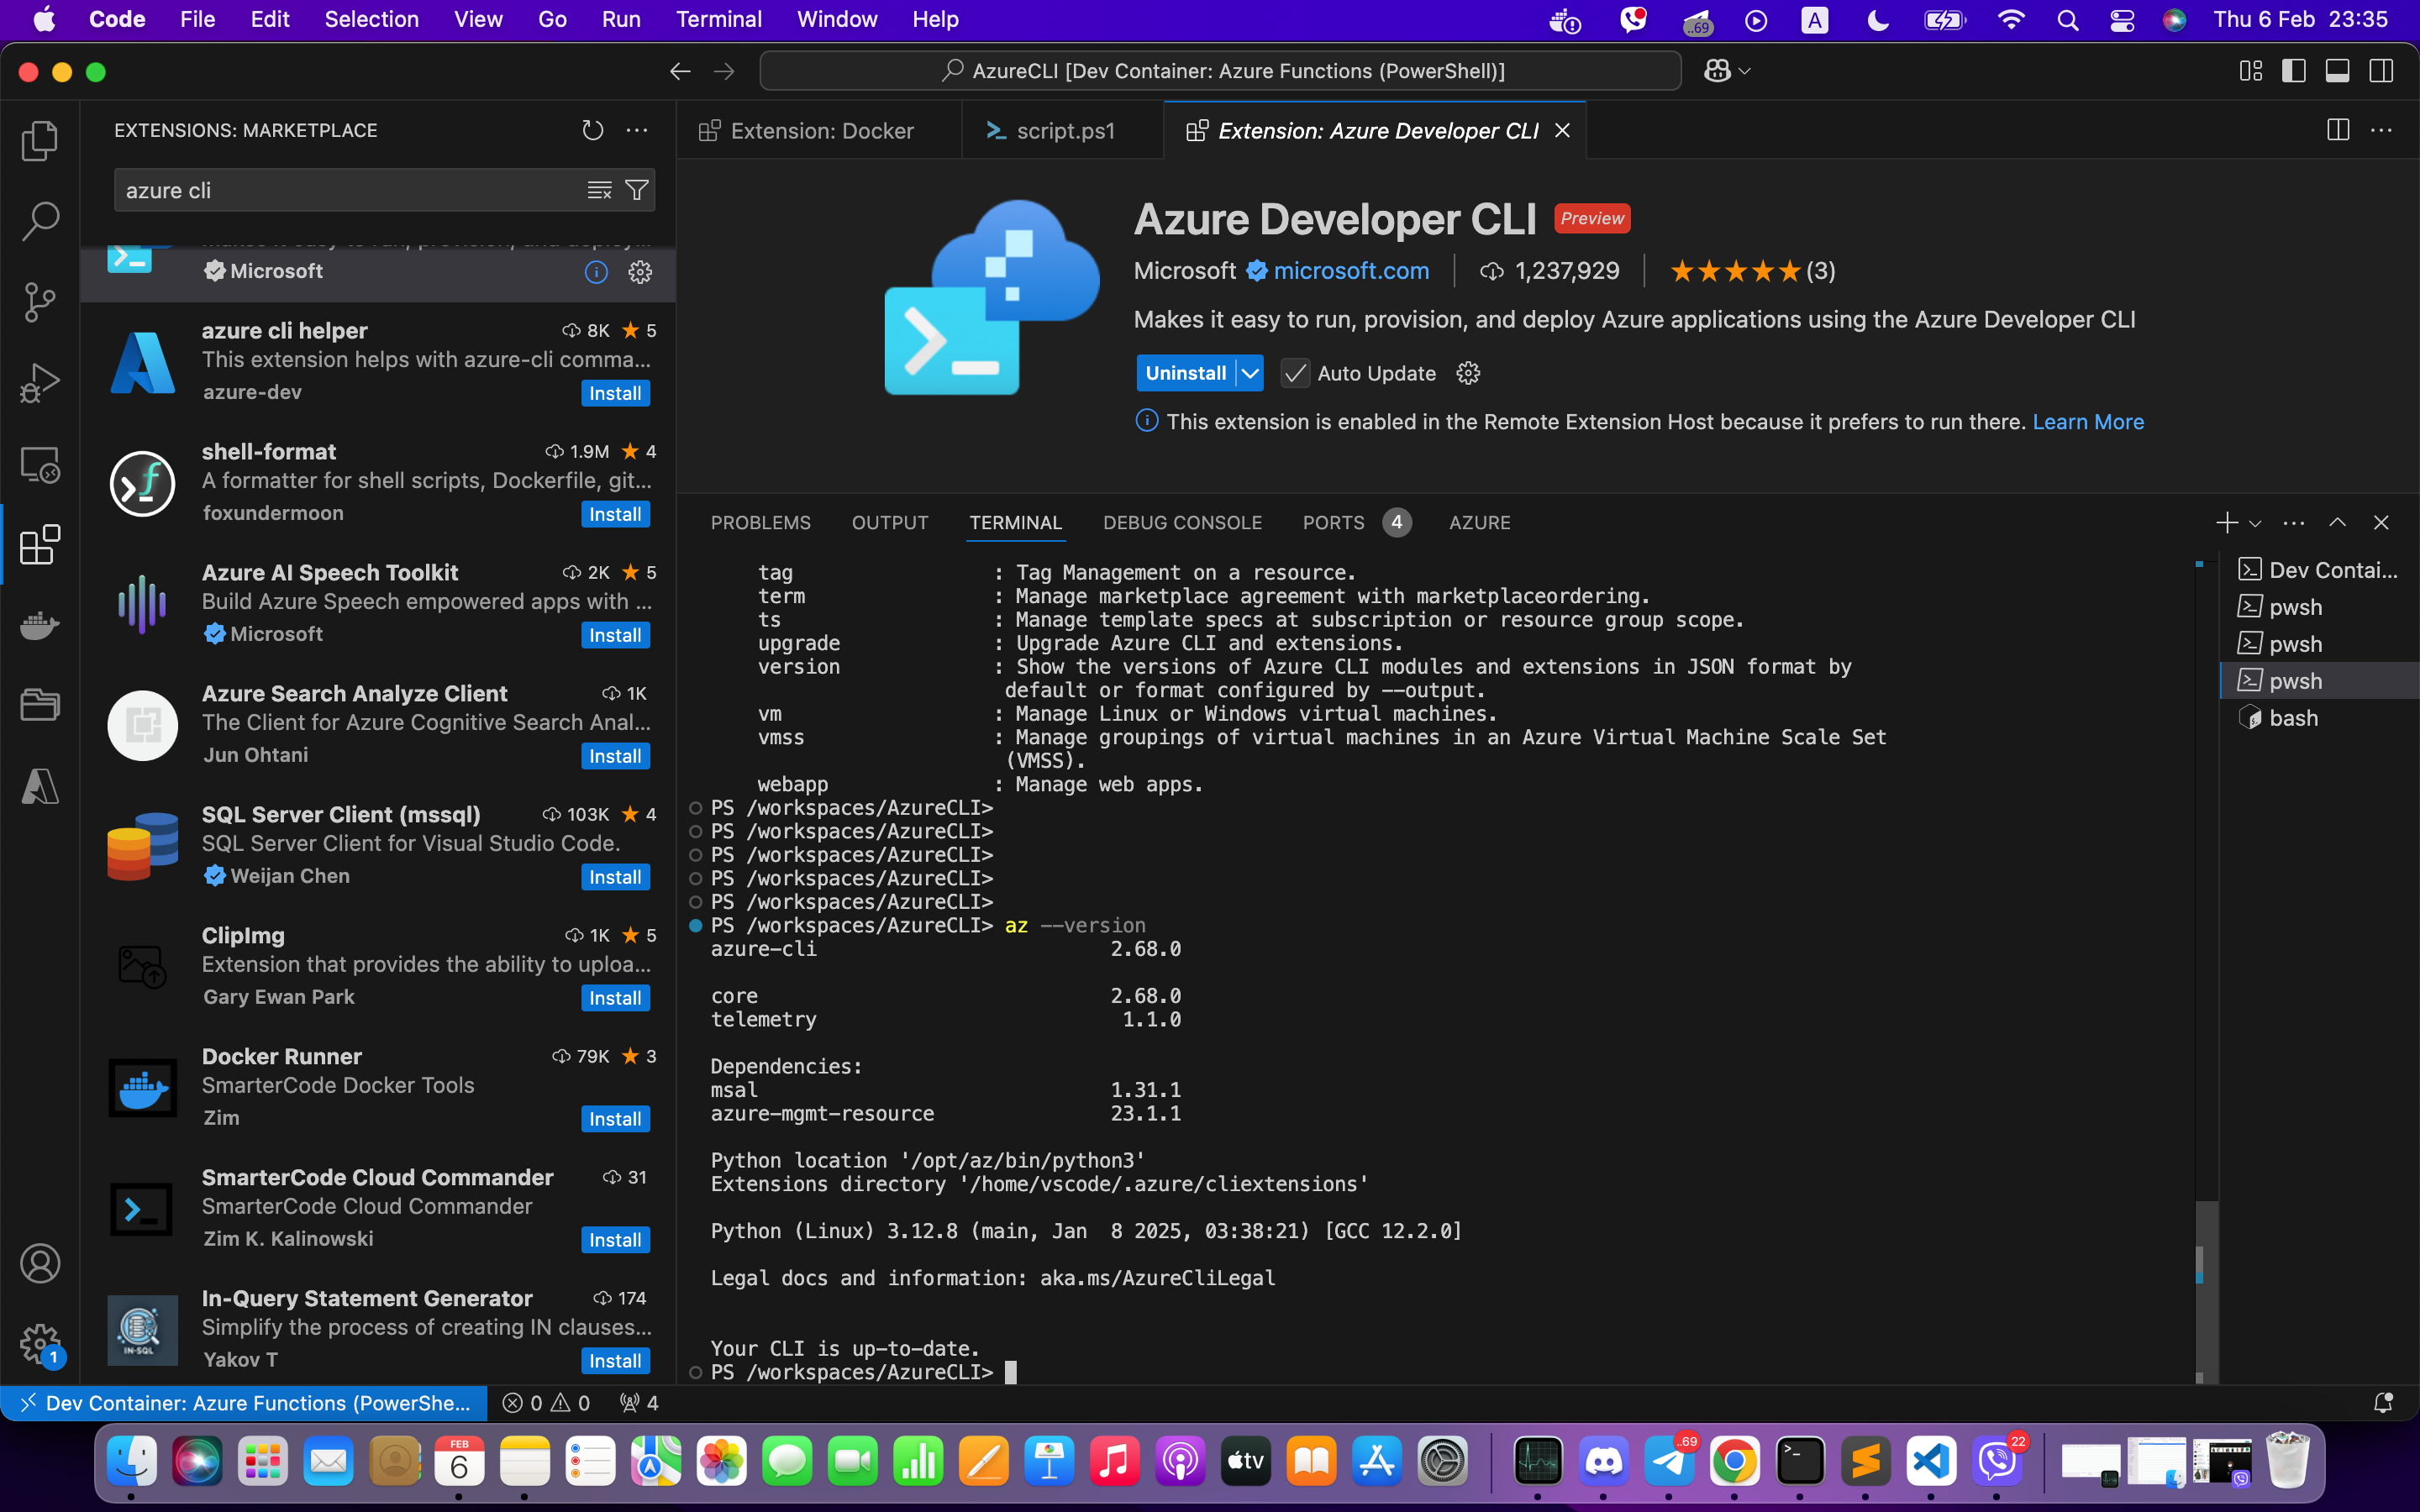 Code File Edit Selection View Go Run Terminal Window Help
..69 A Thu 6 Feb 23:35
AzureCLI [Dev Container: Azure Functions (PowerShell)]
EXTENSIONS: MARKETPLACE
azure cli
Microsoft
azure cli helper 8K ★ 5
This extension helps with azure-cli comma...
azure-dev Install
shell-format 1.9M ★ 4
A formatter for shell scripts, Dockerfile, git...
foxundermoon Install
Azure AI Speech Toolkit 2K ★ 5
Build Azure Speech empowered apps with ...
Microsoft Install
Azure Search Analyze Client 1K
The Client for Azure Cognitive Search Anal...
Jun Ohtani Install
SQL Server Client (mssql) 103K ★ 4
SQL Server Client for Visual Studio Code.
Weijan Chen Install
ClipImg 1K ★ 5
Extension that provides the ability to uploa...
Gary Ewan Park Install
Docker Runner 79K ★ 3
SmarterCode Docker Tools
Zim Install
SmarterCode Cloud Commander 31
SmarterCode Cloud Commander
Zim K. Kalinowski Install
IN-SQL
In-Query Statement Generator 174
Simplify the process of creating IN clauses...
Yakov T Install
1
Extension: Docker script.ps1 Extension: Azure Developer CLI
Azure Developer CLI Preview
Microsoft microsoft.com 1,237,929 ★★★★★ (3)
Makes it easy to run, provision, and deploy Azure applications using the Azure Developer CLI
Uninstall Auto Update
This extension is enabled in the Remote Extension Host because it prefers to run there. Learn More
PROBLEMS OUTPUT TERMINAL DEBUG CONSOLE PORTS 4 AZURE
tag : Tag Management on a resource.
term : Manage marketplace agreement with marketplaceordering.
ts : Manage template specs at subscription or resource group scope.
upgrade : Upgrade Azure CLI and extensions.
version : Show the versions of Azure CLI modules and extensions in JSON format by
default or format configured by --output.
vm : Manage Linux or Windows virtual machines.
vmss : Manage groupings of virtual machines in an Azure Virtual Machine Scale Set
(VMSS).
webapp : Manage web apps.
PS /workspaces/AzureCLI>
PS /workspaces/AzureCLI>
PS /workspaces/AzureCLI>
PS /workspaces/AzureCLI>
PS /workspaces/AzureCLI>
PS /workspaces/AzureCLI> az --version
azure-cli 2.68.0
core 2.68.0
telemetry 1.1.0
Dependencies:
msal 1.31.1
azure-mgmt-resource 23.1.1
Python location '/opt/az/bin/python3'
Extensions directory '/home/vscode/.azure/cliextensions'
Python (Linux) 3.12.8 (main, Jan  8 2025, 03:38:21) [GCC 12.2.0]
Legal docs and information: aka.ms/AzureCliLegal
Your CLI is up-to-date.
PS /workspaces/AzureCLI>
Dev Contai...
pwsh
pwsh
pwsh
bash
Dev Container: Azure Functions (PowerShe... 0 0 4
FEB
6
tv
..69
22